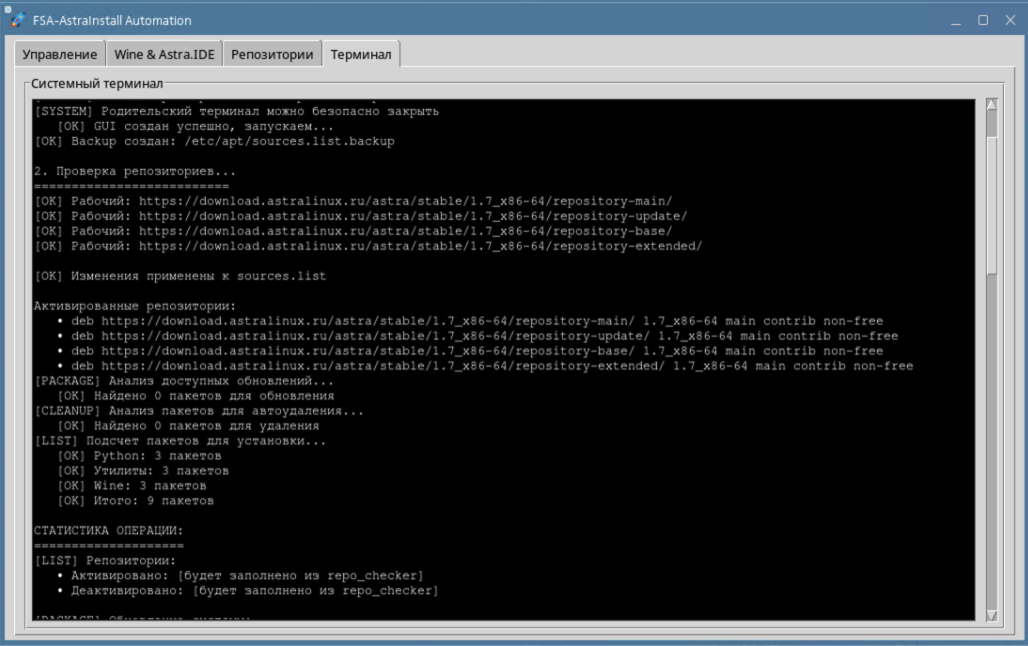 FSA-AstraInstall Automation
Управление
Wine & Astra.IDE
Репозитории
Терминал
Системный терминал
[SYSTEM] Родительский терминал можно безопасно закрыть
[OK] GUI создан успешно, запускаем...
[OK] Backup создан: /etc/apt/sources.list.backup
2. Проверка репозиториев...
==========================
[OK] Рабочий: https://download.astralinux.ru/astra/stable/1.7_x86-64/repository-main/
[OK] Рабочий: https://download.astralinux.ru/astra/stable/1.7_x86-64/repository-update/
[OK] Рабочий: https://download.astralinux.ru/astra/stable/1.7_x86-64/repository-base/
[OK] Рабочий: https://download.astralinux.ru/astra/stable/1.7_x86-64/repository-extended/
[OK] Изменения применены к sources.list
Активированные репозитории:
• deb https://download.astralinux.ru/astra/stable/1.7_x86-64/repository-main/ 1.7_x86-64 main contrib non-free
• deb https://download.astralinux.ru/astra/stable/1.7_x86-64/repository-update/ 1.7_x86-64 main contrib non-free
• deb https://download.astralinux.ru/astra/stable/1.7_x86-64/repository-base/ 1.7_x86-64 main contrib non-free
• deb https://download.astralinux.ru/astra/stable/1.7_x86-64/repository-extended/ 1.7_x86-64 main contrib non-free
[PACKAGE] Анализ доступных обновлений...
[OK] Найдено 0 пакетов для обновления
[CLEANUP] Анализ пакетов для автоудаления...
[OK] Найдено 0 пакетов для удаления
[LIST] Подсчет пакетов для установки...
[OK] Python: 3 пакетов
[OK] Утилиты: 3 пакетов
[OK] Wine: 3 пакетов
[OK] Итого: 9 пакетов
СТАТИСТИКА ОПЕРАЦИИ:
====================
[LIST] Репозитории:
• Активировано: [будет заполнено из repo_checker]
• Деактивировано: [будет заполнено из repo_checker]